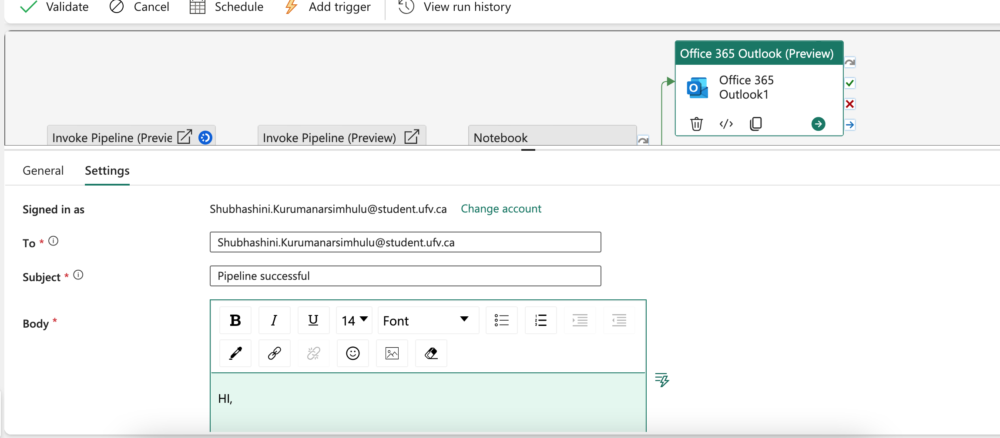 Validate Cancel Schedule Add trigger View run history
Office 365 Outlook (Preview)
Office 365
Outlook1
Invoke Pipeline (Previe Invoke Pipeline (Preview) Notebook
General Settings
Signed in as Shubhashini.Kurumanarsimhulu@student.ufv.ca Change account
To * Shubhashini.Kurumanarsimhulu@student.ufv.ca
Subject * Pipeline successful
Body * B I U 14 Font
HI,